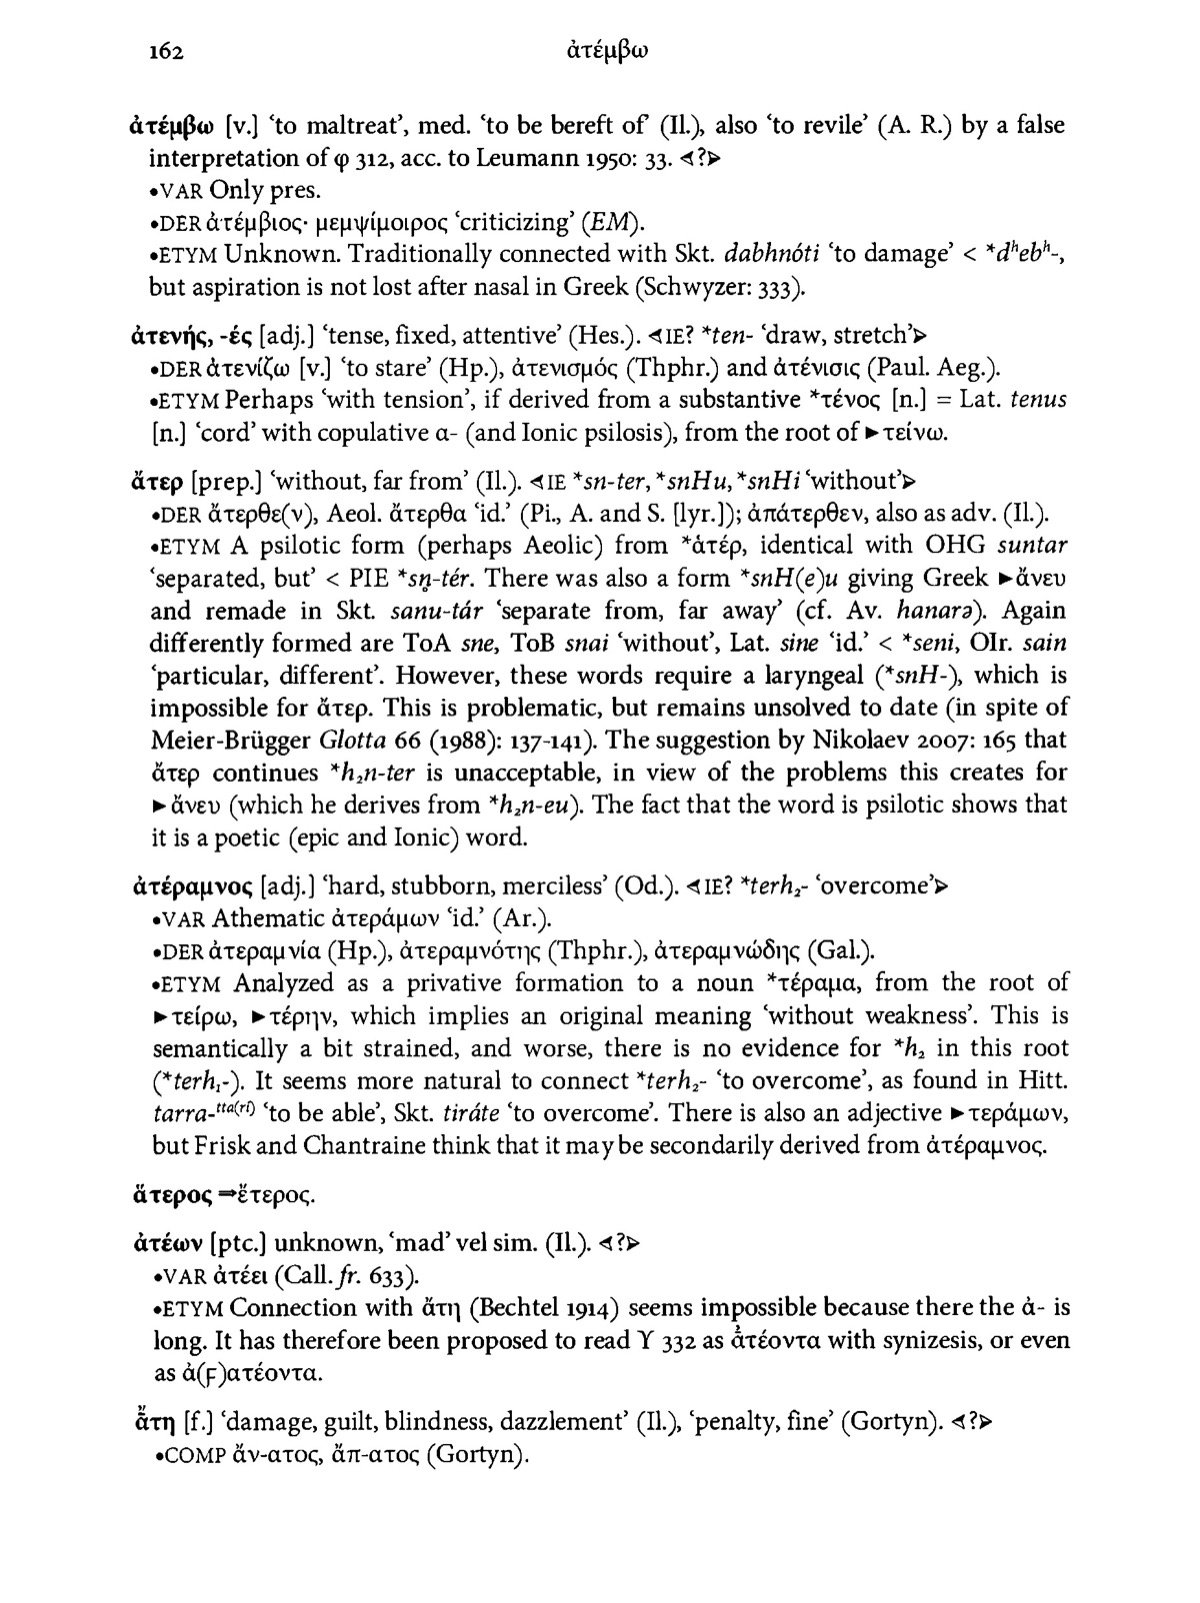 162 ἀτέμβω
ἀτέμβω [v.] ‘to maltreat’, med. ‘to be bereft of’ (Il.), also ‘to revile’ (A. R.) by a false
interpretation of φ 312, acc. to Leumann 1950: 33. ◁?▷
•VAR Only pres.
•DER ἀτέμβιος· μεμψίμοιρος ‘criticizing’ (EM).
•ETYM Unknown. Traditionally connected with Skt. dabhnóti ‘to damage’ < *dʰebʰ-,
but aspiration is not lost after nasal in Greek (Schwyzer: 333).
ἀτενής, -ές [adj.] ‘tense, fixed, attentive’ (Hes.). ◁IE? *ten- ‘draw, stretch’▷
•DER ἀτενίζω [v.] ‘to stare’ (Hp.), ἀτενισμός (Thphr.) and ἀτένισις (Paul. Aeg.).
•ETYM Perhaps ‘with tension’, if derived from a substantive *τένος [n.] = Lat. tenus
[n.] ‘cord’ with copulative α- (and Ionic psilosis), from the root of ►τείνω.
ἄτερ [prep.] ‘without, far from’ (Il.). ◁IE *sn-ter, *snHu, *snHi ‘without’▷
•DER ἄτερθε(ν), Aeol. ἄτερθα ‘id.’ (Pi., A. and S. [lyr.]); ἀπάτερθεν, also as adv. (Il.).
•ETYM A psilotic form (perhaps Aeolic) from *ἁτέρ, identical with OHG suntar
‘separated, but’ < PIE *sn̥-tér. There was also a form *snH(e)u giving Greek ►ἄνευ
and remade in Skt. sanu-tár ‘separate from, far away’ (cf. Av. hanarə). Again
differently formed are ToA sne, ToB snai ‘without’, Lat. sine ‘id.’ < *seni, OIr. sain
‘particular, different’. However, these words require a laryngeal (*snH-), which is
impossible for ἄτερ. This is problematic, but remains unsolved to date (in spite of
Meier-Brügger Glotta 66 (1988): 137-141). The suggestion by Nikolaev 2007: 165 that
ἄτερ continues *h₂n-ter is unacceptable, in view of the problems this creates for
►ἄνευ (which he derives from *h₂n-eu). The fact that the word is psilotic shows that
it is a poetic (epic and Ionic) word.
ἀτέραμνος [adj.] ‘hard, stubborn, merciless’ (Od.). ◁IE? *terh₂- ‘overcome’▷
•VAR Athematic ἀτεράμων ‘id.’ (Ar.).
•DER ἀτεραμνία (Hp.), ἀτεραμνότης (Thphr.), ἀτεραμνώδης (Gal.).
•ETYM Analyzed as a privative formation to a noun *τέραμα, from the root of
►τείρω, ►τέρην, which implies an original meaning ‘without weakness’. This is
semantically a bit strained, and worse, there is no evidence for *h₂ in this root
(*terh₁-). It seems more natural to connect *terh₂- ‘to overcome’, as found in Hitt.
tarra-ᵗᵗᵃ⁽ʳⁱ⁾ ‘to be able’, Skt. tiráte ‘to overcome’. There is also an adjective ►τεράμων,
but Frisk and Chantraine think that it may be secondarily derived from ἀτέραμνος.
ἅτερος ⇒ἕτερος.
ἀτέων [ptc.] unknown, ‘mad’ vel sim. (Il.). ◁?▷
•VAR ἀτέει (Call. fr. 633).
•ETYM Connection with ἄτη (Bechtel 1914) seems impossible because there the ἀ- is
long. It has therefore been proposed to read Υ 332 as ἀ̄τέοντα with synizesis, or even
as ἀ(ϝ)ατέοντα.
ἄ̄τη [f.] ‘damage, guilt, blindness, dazzlement’ (Il.), ‘penalty, fine’ (Gortyn). ◁?▷
•COMP ἄν-ατος, ἄπ-ατος (Gortyn).